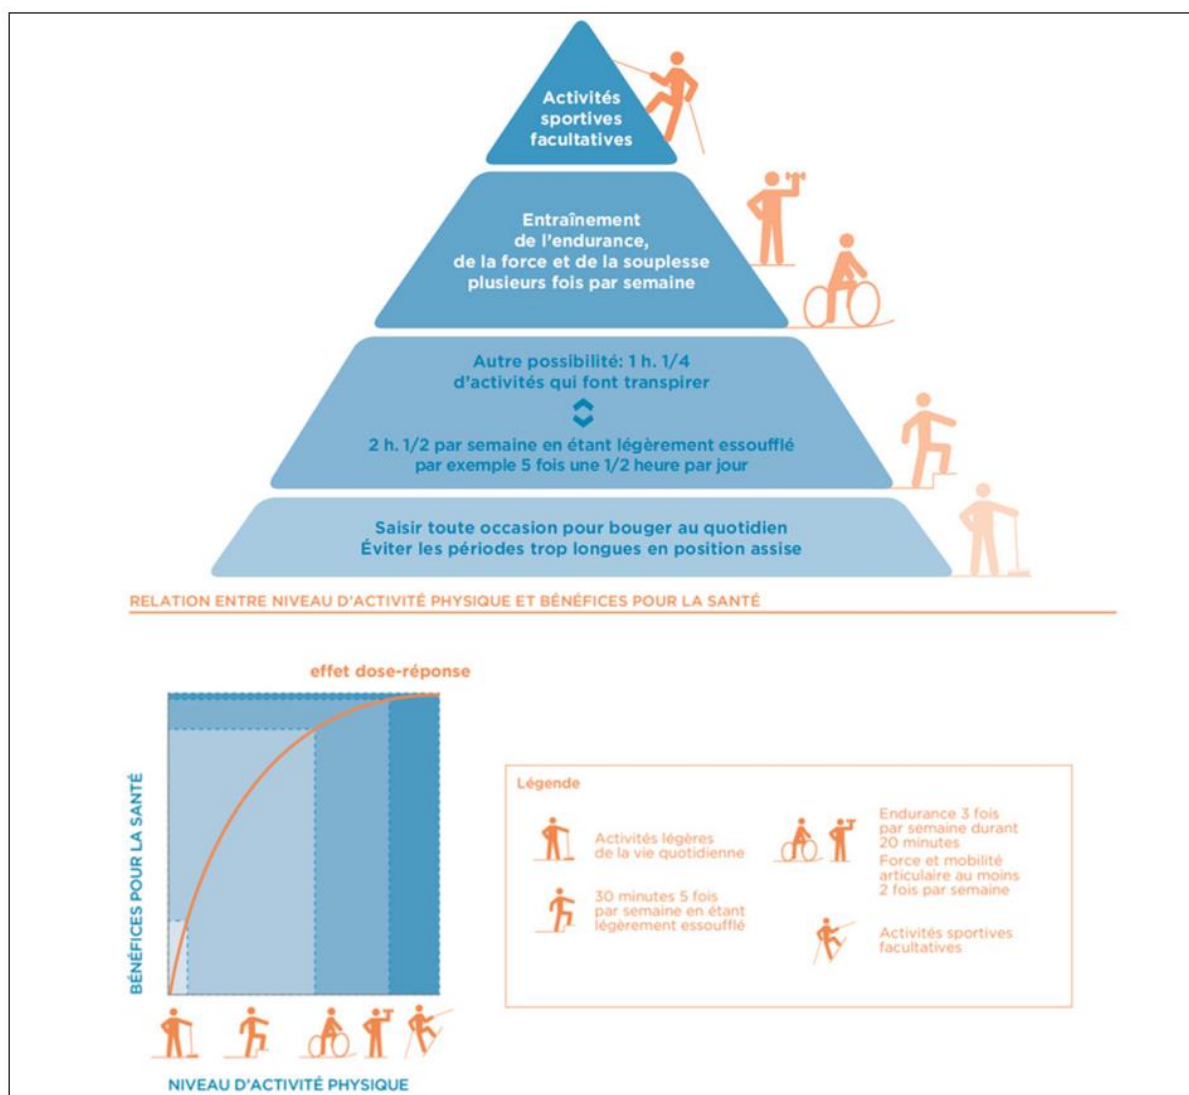 Activités
sportives
facultatives
Entraînement
de l'endurance,
de la force et de la souplesse
plusieurs fois par semaine
Autre possibilité: 1 h. 1/4
d'activités qui font transpirer
2 h. 1/2 par semaine en étant légèrement essoufflé
par exemple 5 fois une 1/2 heure par jour
Saisir toute occasion pour bouger au quotidien
Éviter les périodes trop longues en position assise
RELATION ENTRE NIVEAU D'ACTIVITÉ PHYSIQUE ET BÉNÉFICES POUR LA SANTÉ
effet dose-réponse
BÉNÉFICES POUR LA SANTÉ
NIVEAU D'ACTIVITÉ PHYSIQUE
Légende
Activités légères
de la vie quotidienne
30 minutes 5 fois
par semaine en étant
légèrement essoufflé
Endurance 3 fois
par semaine durant
20 minutes
Force et mobilité
articulaire au moins
2 fois par semaine
Activités sportives
facultatives